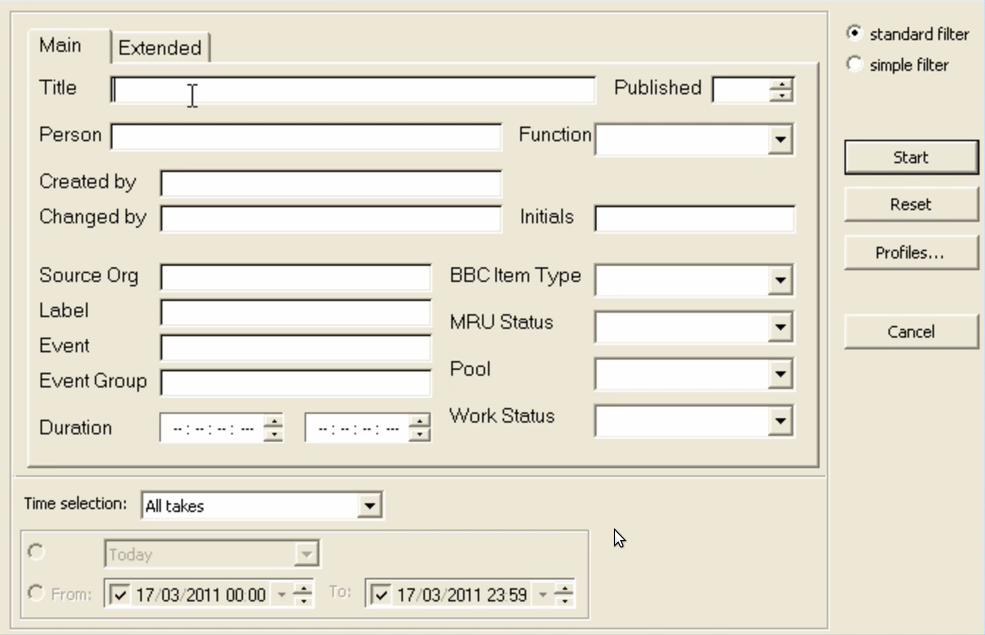 Main Extended standard filter
simple filter
Title Published
Person Function
Created by
Changed by Initials
Start
Reset
Profiles...
Cancel
Source Org BBC Item Type
Label MRU Status
Event
Event Group Pool
Duration --:--:--:--- --:--:--:--- Work Status
Time selection: All takes
Today
From: 17/03/2011 00:00 To: 17/03/2011 23:59